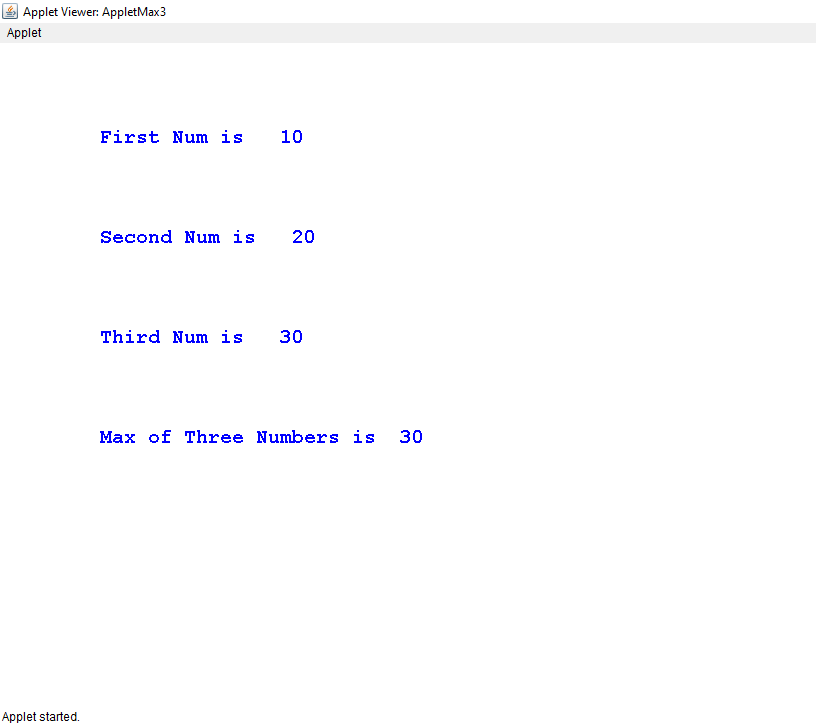 Applet Viewer: AppletMax3
Applet
First Num is   10
Second Num is   20
Third Num is   30
Max of Three Numbers is  30
Applet started.